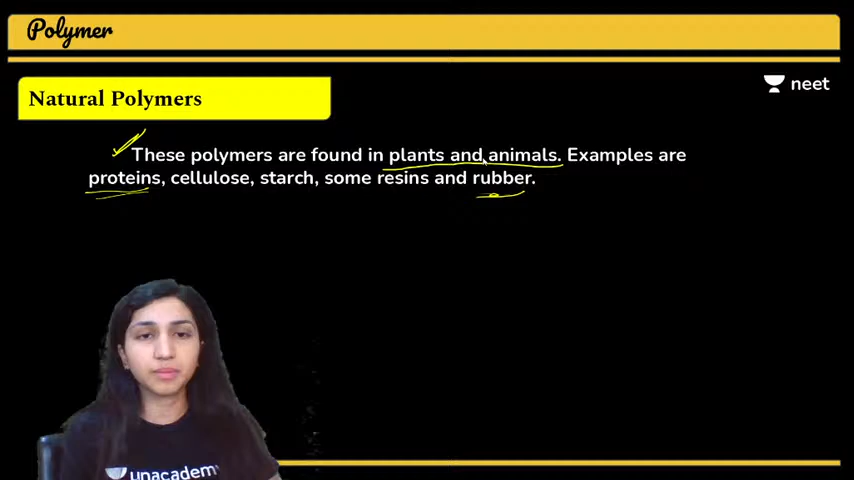 Polymer
neet
Natural Polymers
These polymers are found in plants and animals. Examples are
proteins, cellulose, starch, some resins and rubber.
unacademy